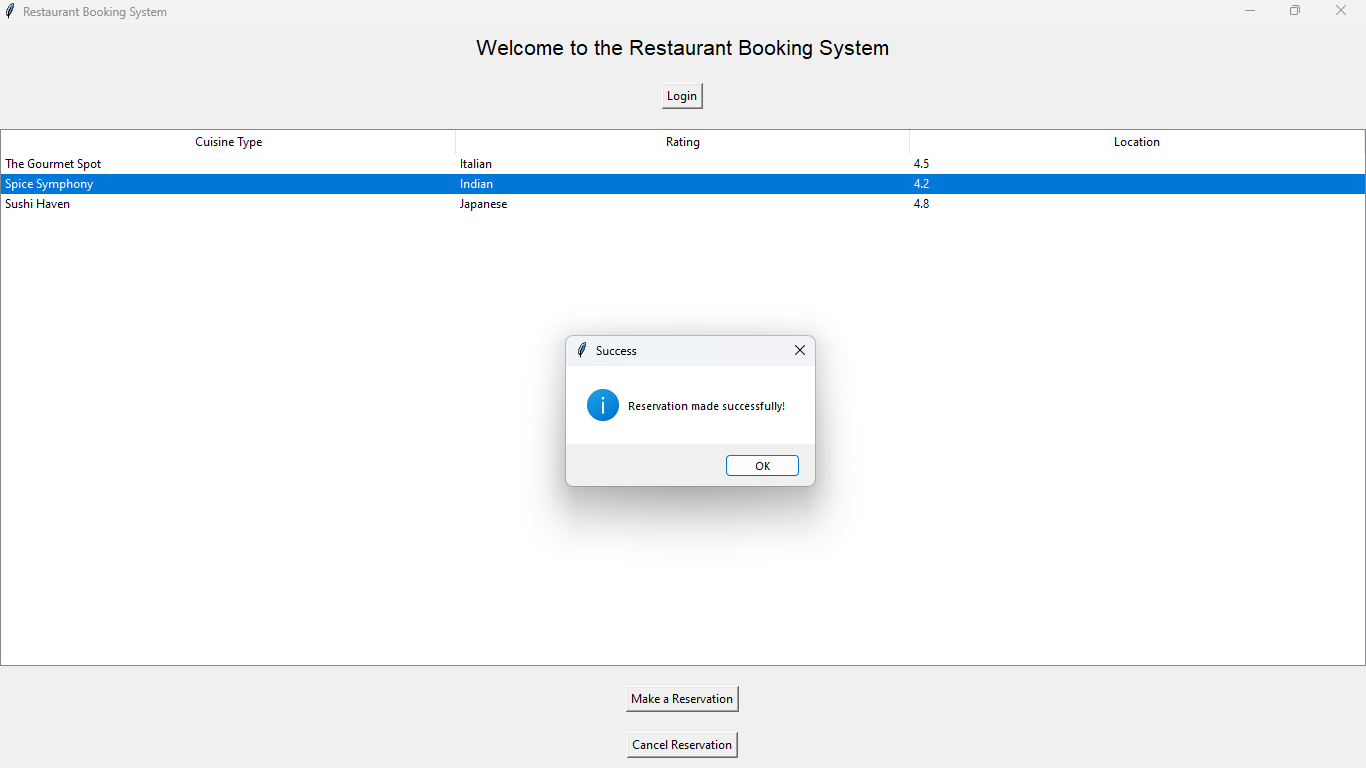 Restaurant Booking System
Welcome to the Restaurant Booking System
Login
Cuisine Type Rating Location
The Gourmet Spot Italian 4.5
Spice Symphony Indian 4.2
Sushi Haven Japanese 4.8
Success
Reservation made successfully!
OK
Make a Reservation
Cancel Reservation